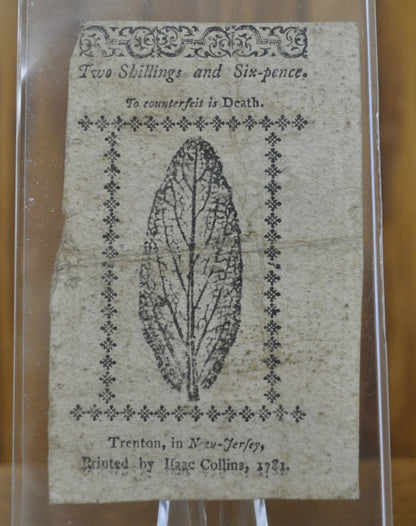 Two Shillings and Six-pence.
To counterfeit is Death.
Trenton, in New-Jersey,
Printed by Isaac Collins, 1781.